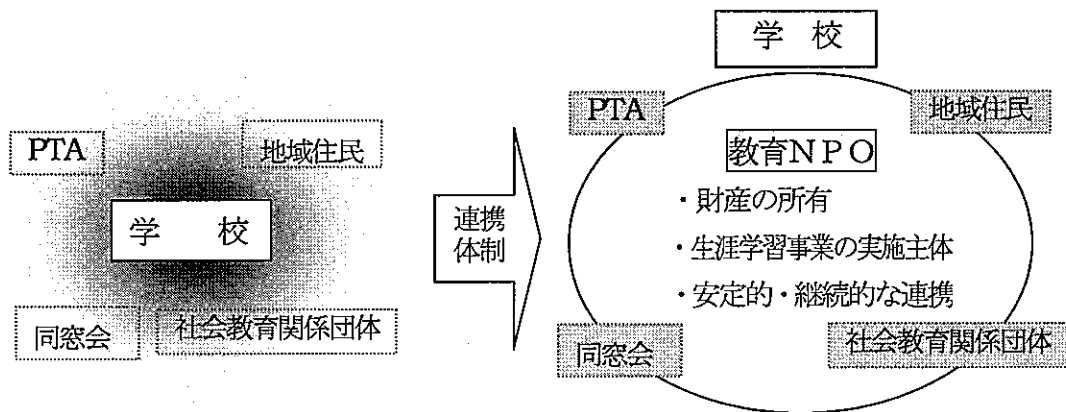 PTA
地域住民
学　　校
同窓会
社会教育関係団体
連携
体制
学　校
PTA
地域住民
教育ＮＰＯ
・財産の所有
・生涯学習事業の実施主体
・安定的・継続的な連携
同窓会
社会教育関係団体